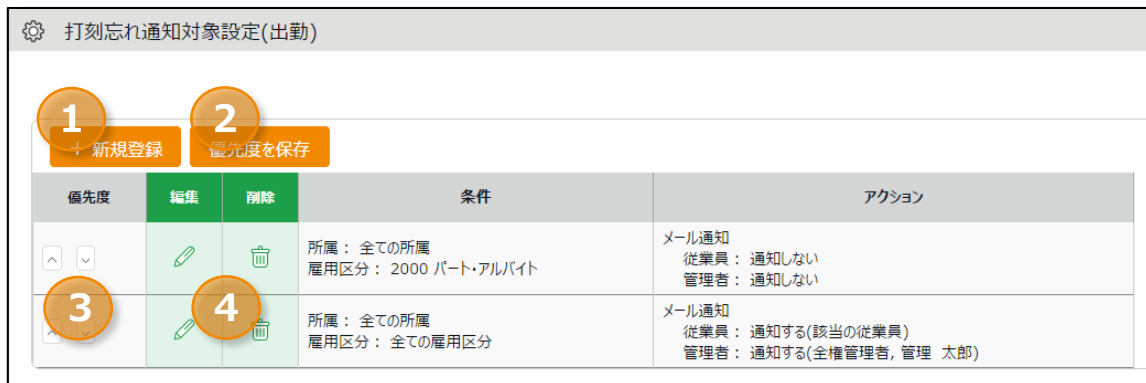 打刻忘れ通知対象設定(出勤)
1
2
+ 新規登録
優先度を保存
優先度 編集 削除 条件 アクション
所属: 全ての所属
雇用区分: 2000 パート・アルバイト
メール通知
従業員: 通知しない
管理者: 通知しない
3
4
所属: 全ての所属
雇用区分: 全ての雇用区分
メール通知
従業員: 通知する(該当の従業員)
管理者: 通知する(全権管理者, 管理 太郎)